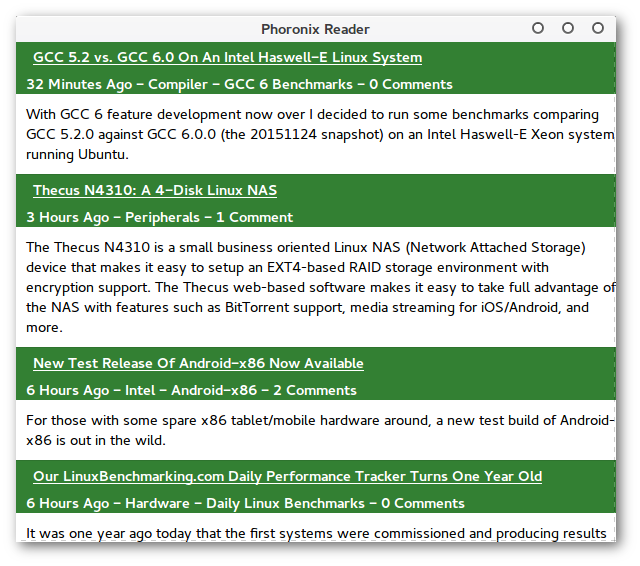 Phoronix Reader
GCC 5.2 vs. GCC 6.0 On An Intel Haswell-E Linux System
32 Minutes Ago - Compiler - GCC 6 Benchmarks - 0 Comments
With GCC 6 feature development now over I decided to run some benchmarks comparing
GCC 5.2.0 against GCC 6.0.0 (the 20151124 snapshot) on an Intel Haswell-E Xeon system
running Ubuntu.
Thecus N4310: A 4-Disk Linux NAS
3 Hours Ago - Peripherals - 1 Comment
The Thecus N4310 is a small business oriented Linux NAS (Network Attached Storage)
device that makes it easy to setup an EXT4-based RAID storage environment with
encryption support. The Thecus web-based software makes it easy to take full advantage of
the NAS with features such as BitTorrent support, media streaming for iOS/Android, and
more.
New Test Release Of Android-x86 Now Available
6 Hours Ago - Intel - Android-x86 - 2 Comments
For those with some spare x86 tablet/mobile hardware around, a new test build of Android-
x86 is out in the wild.
Our LinuxBenchmarking.com Daily Performance Tracker Turns One Year Old
6 Hours Ago - Hardware - Daily Linux Benchmarks - 0 Comments
It was one year ago today that the first systems were commissioned and producing results